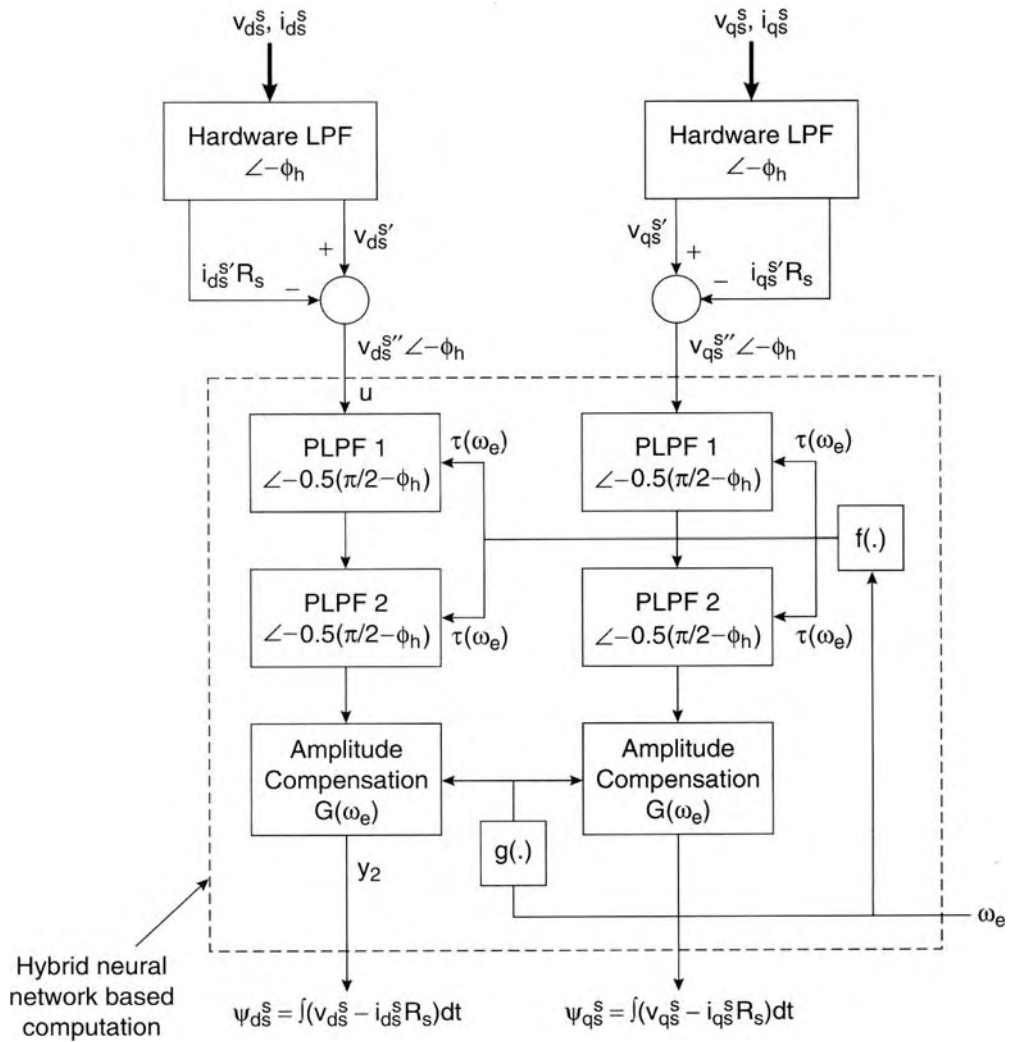 v_ds^s, i_ds^s
v_qs^s, i_qs^s
Hardware LPF
∠−ϕ_h
Hardware LPF
∠−ϕ_h
v_ds^s′
+
i_ds^s′R_s
−
v_qs^s′
+
−
i_qs^s′R_s
v_ds^s″∠−ϕ_h
v_qs^s″∠−ϕ_h
u
PLPF 1
∠−0.5(π/2−ϕ_h)
τ(ω_e)
PLPF 1
∠−0.5(π/2−ϕ_h)
τ(ω_e)
f(.)
PLPF 2
∠−0.5(π/2−ϕ_h)
τ(ω_e)
PLPF 2
∠−0.5(π/2−ϕ_h)
τ(ω_e)
Amplitude
Compensation
G(ω_e)
Amplitude
Compensation
G(ω_e)
g(.)
y_2
ω_e
Hybrid neural
network based
computation
ψ_ds^s = ∫(v_ds^s − i_ds^s R_s)dt
ψ_qs^s = ∫(v_qs^s − i_qs^s R_s)dt